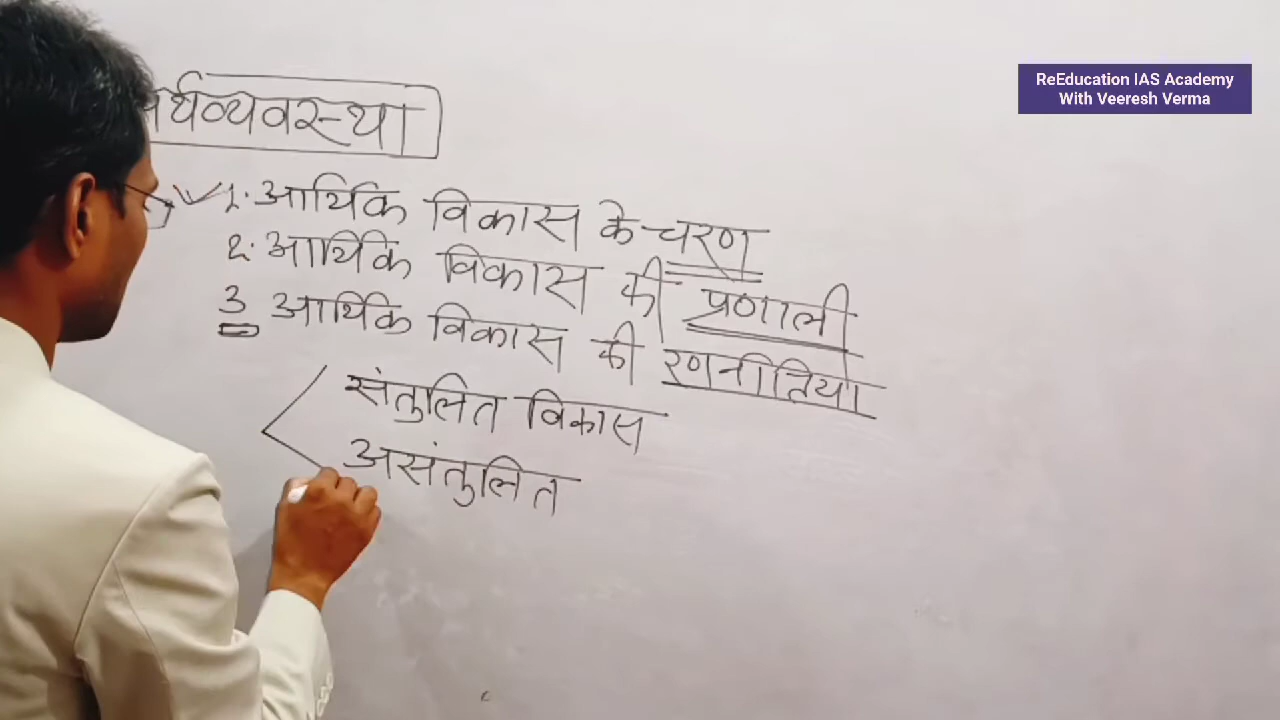 र्थव्यवस्था
1. आर्थिक विकास के चरण
2. आर्थिक विकास की प्रणाली
3 आर्थिक विकास की रणनीतिया
संतुलित विकास
असंतुलित
ReEducation IAS Academy
With Veeresh Verma